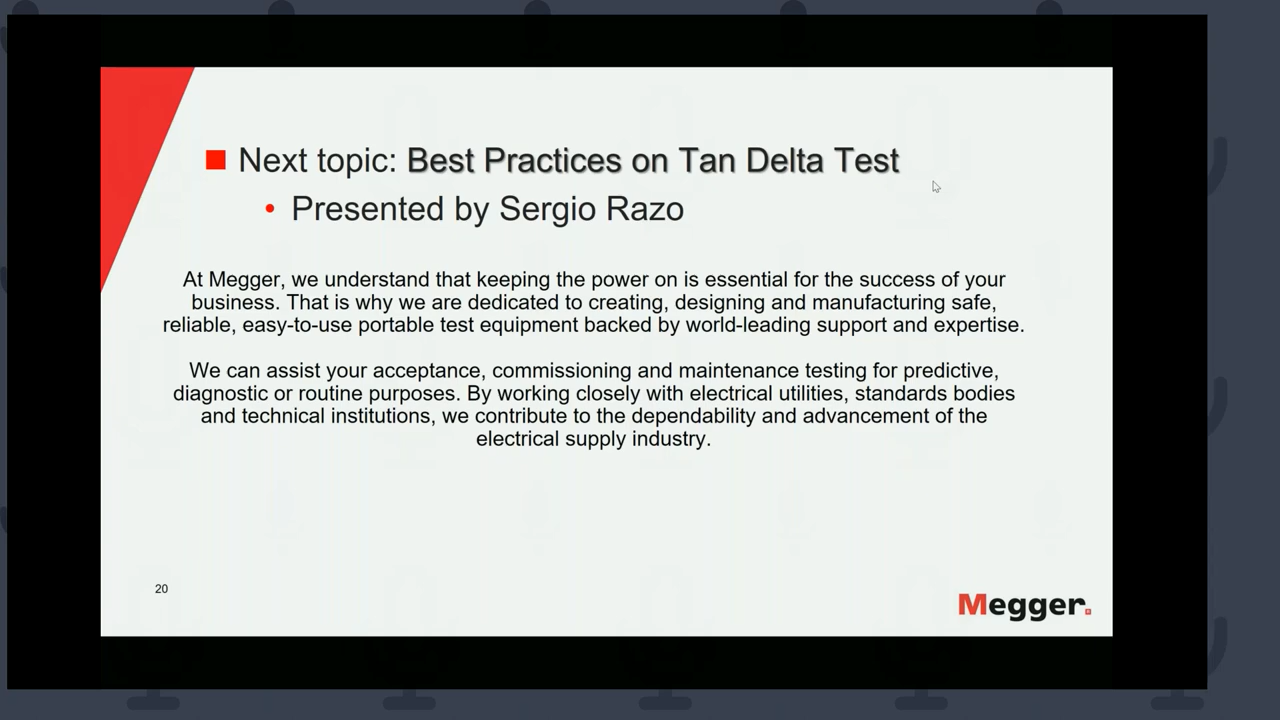 Next topic: Best Practices on Tan Delta Test
Presented by Sergio Razo
At Megger, we understand that keeping the power on is essential for the success of your
business. That is why we are dedicated to creating, designing and manufacturing safe,
reliable, easy-to-use portable test equipment backed by world-leading support and expertise.
We can assist your acceptance, commissioning and maintenance testing for predictive,
diagnostic or routine purposes. By working closely with electrical utilities, standards bodies
and technical institutions, we contribute to the dependability and advancement of the
electrical supply industry.
20
Megger.